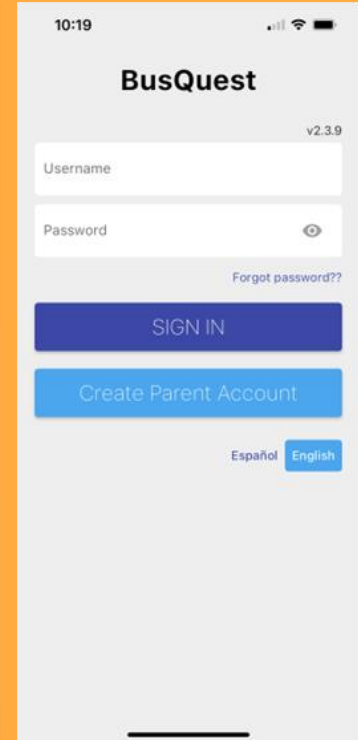 10:19
BusQuest
v2.3.9
Username
Password
Forgot password??
SIGN IN
Create Parent Account
Español English